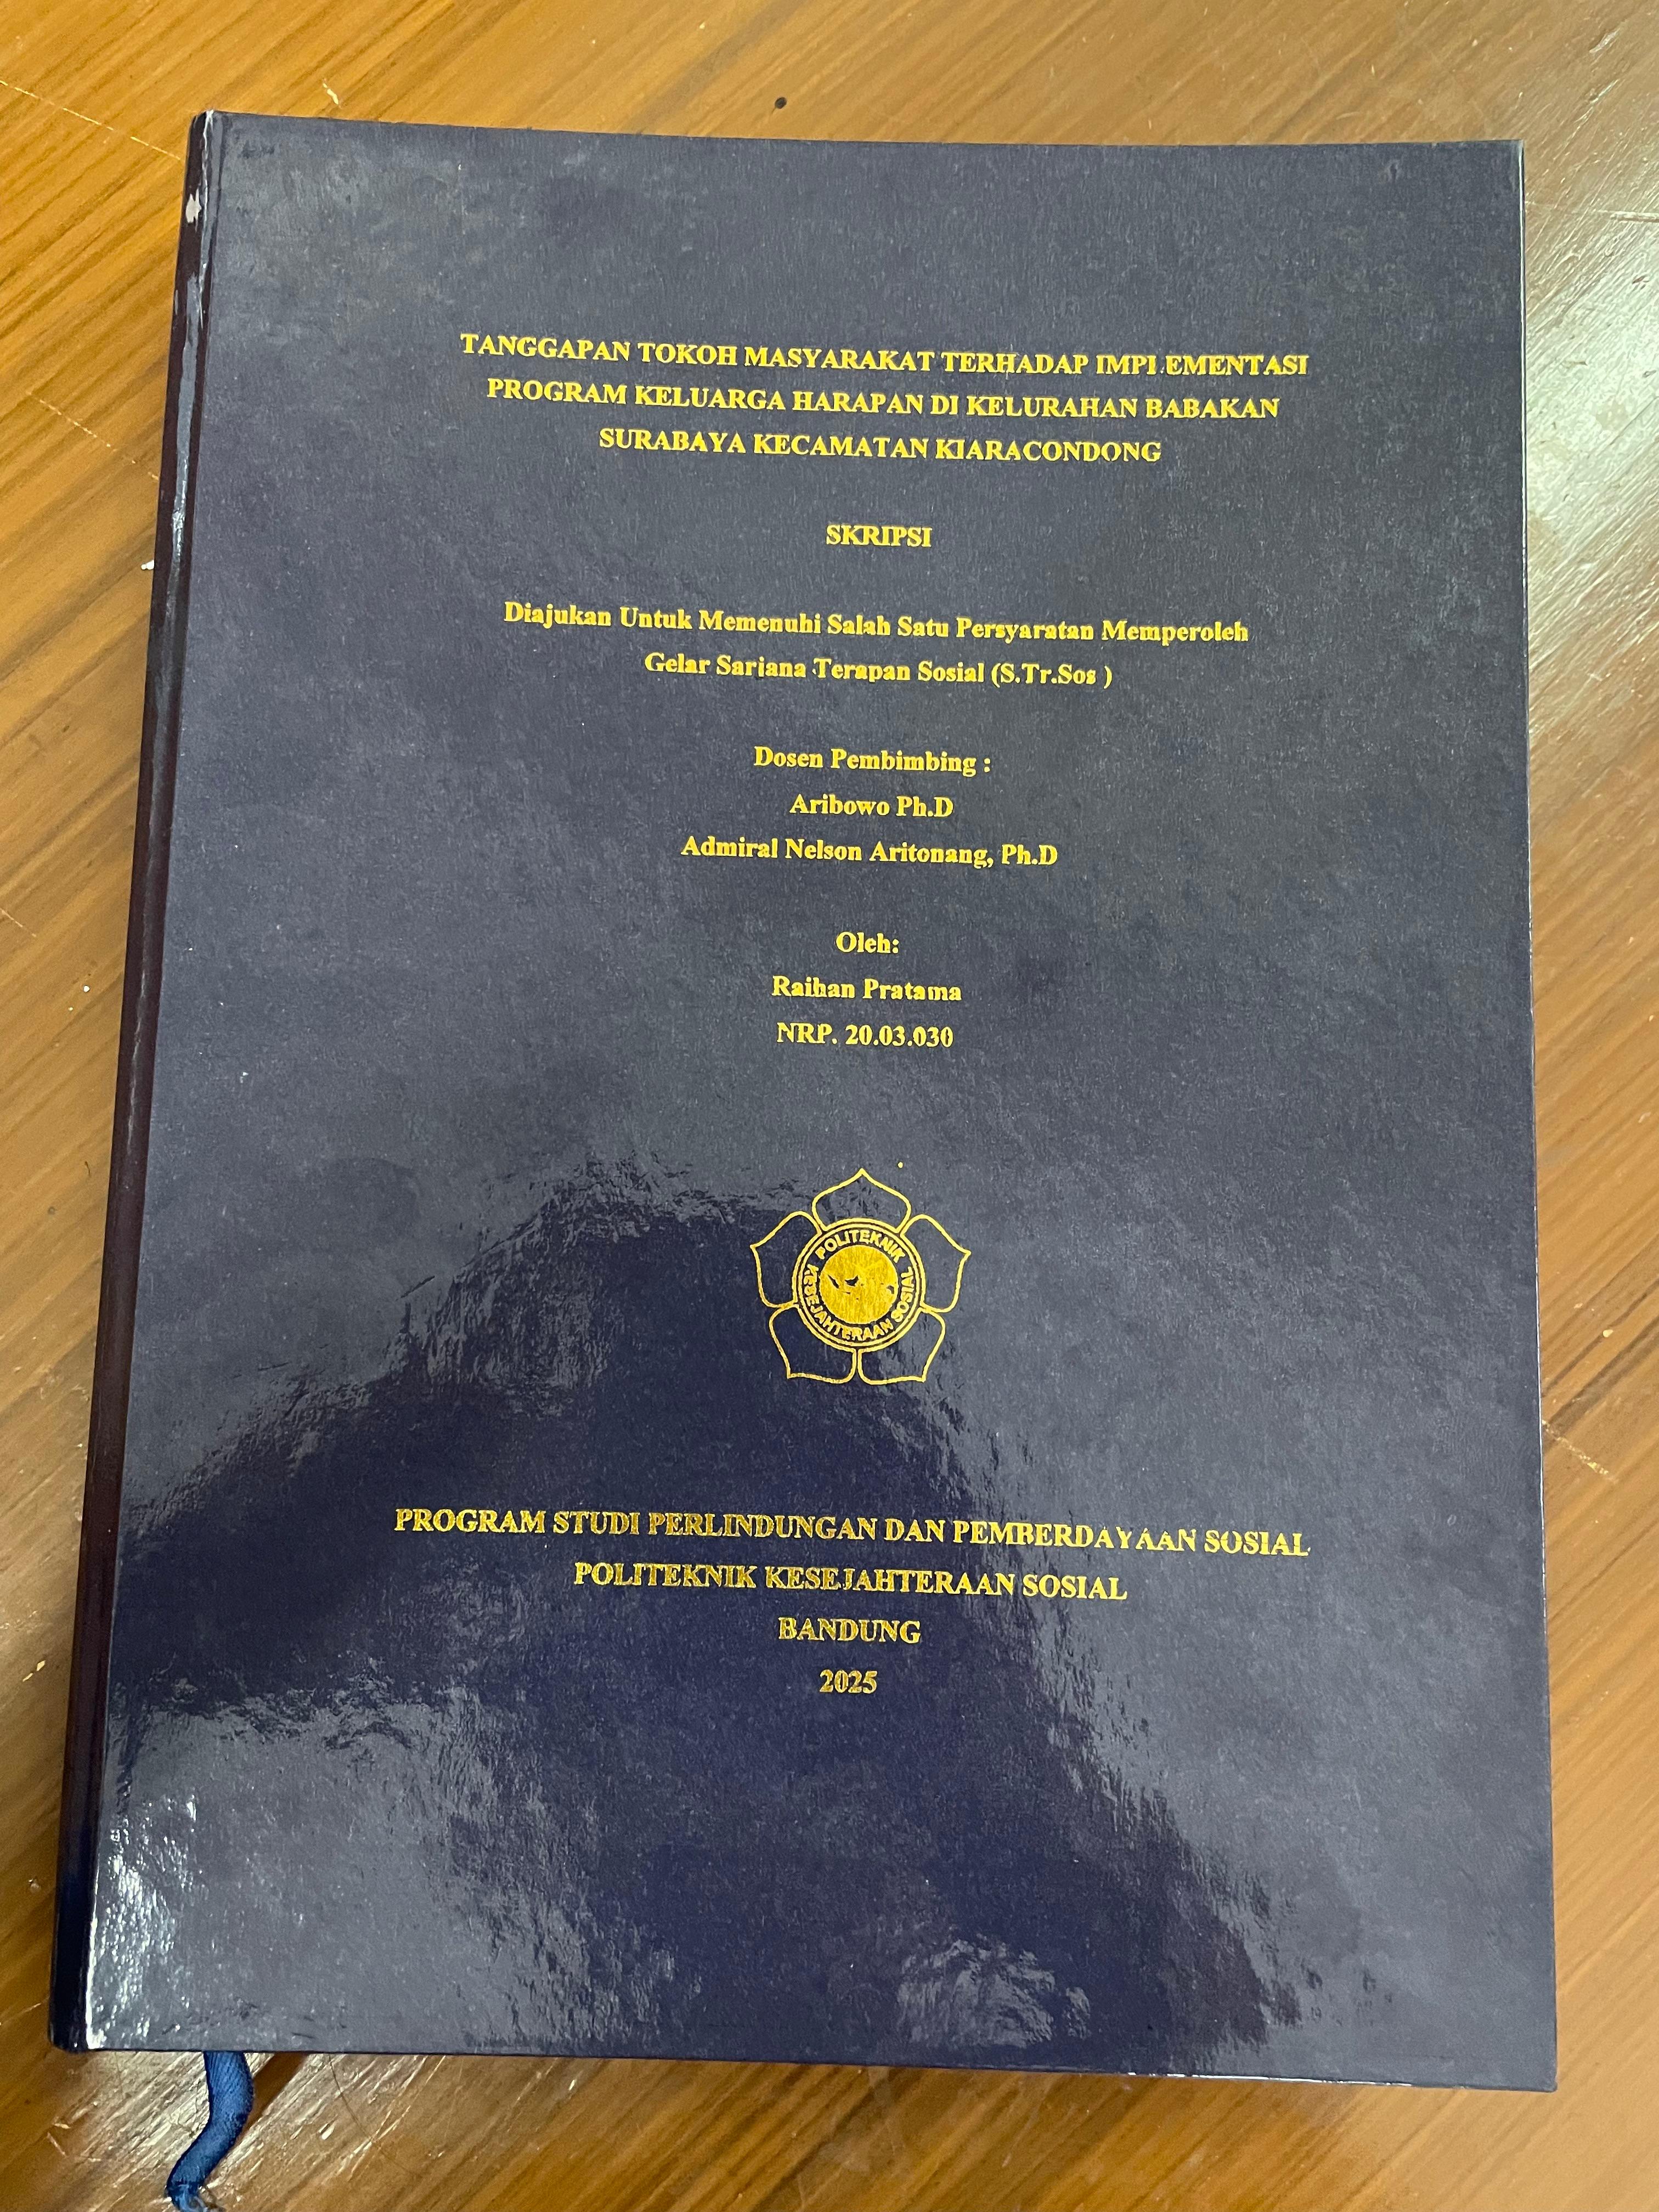 TANGGAPAN TOKOH MASYARAKAT TERHADAP IMPLEMENTASI
PROGRAM KELUARGA HARAPAN DI KELURAHAN BABAKAN
SURABAYA KECAMATAN KIARACONDONG
SKRIPSI
Diajukan Untuk Memenuhi Salah Satu Persyaratan Memperoleh
Gelar Sarjana Terapan Sosial (S.Tr.Sos )
Dosen Pembimbing :
Aribowo Ph.D
Admiral Nelson Aritonang, Ph.D
Oleh:
Raihan Pratama
NRP. 20.03.030
POLITEKNIK
KESEJAHTERAAN SOSIAL
PROGRAM STUDI PERLINDUNGAN DAN PEMBERDAYAAN SOSIAL
POLITEKNIK KESEJAHTERAAN SOSIAL
BANDUNG
2025